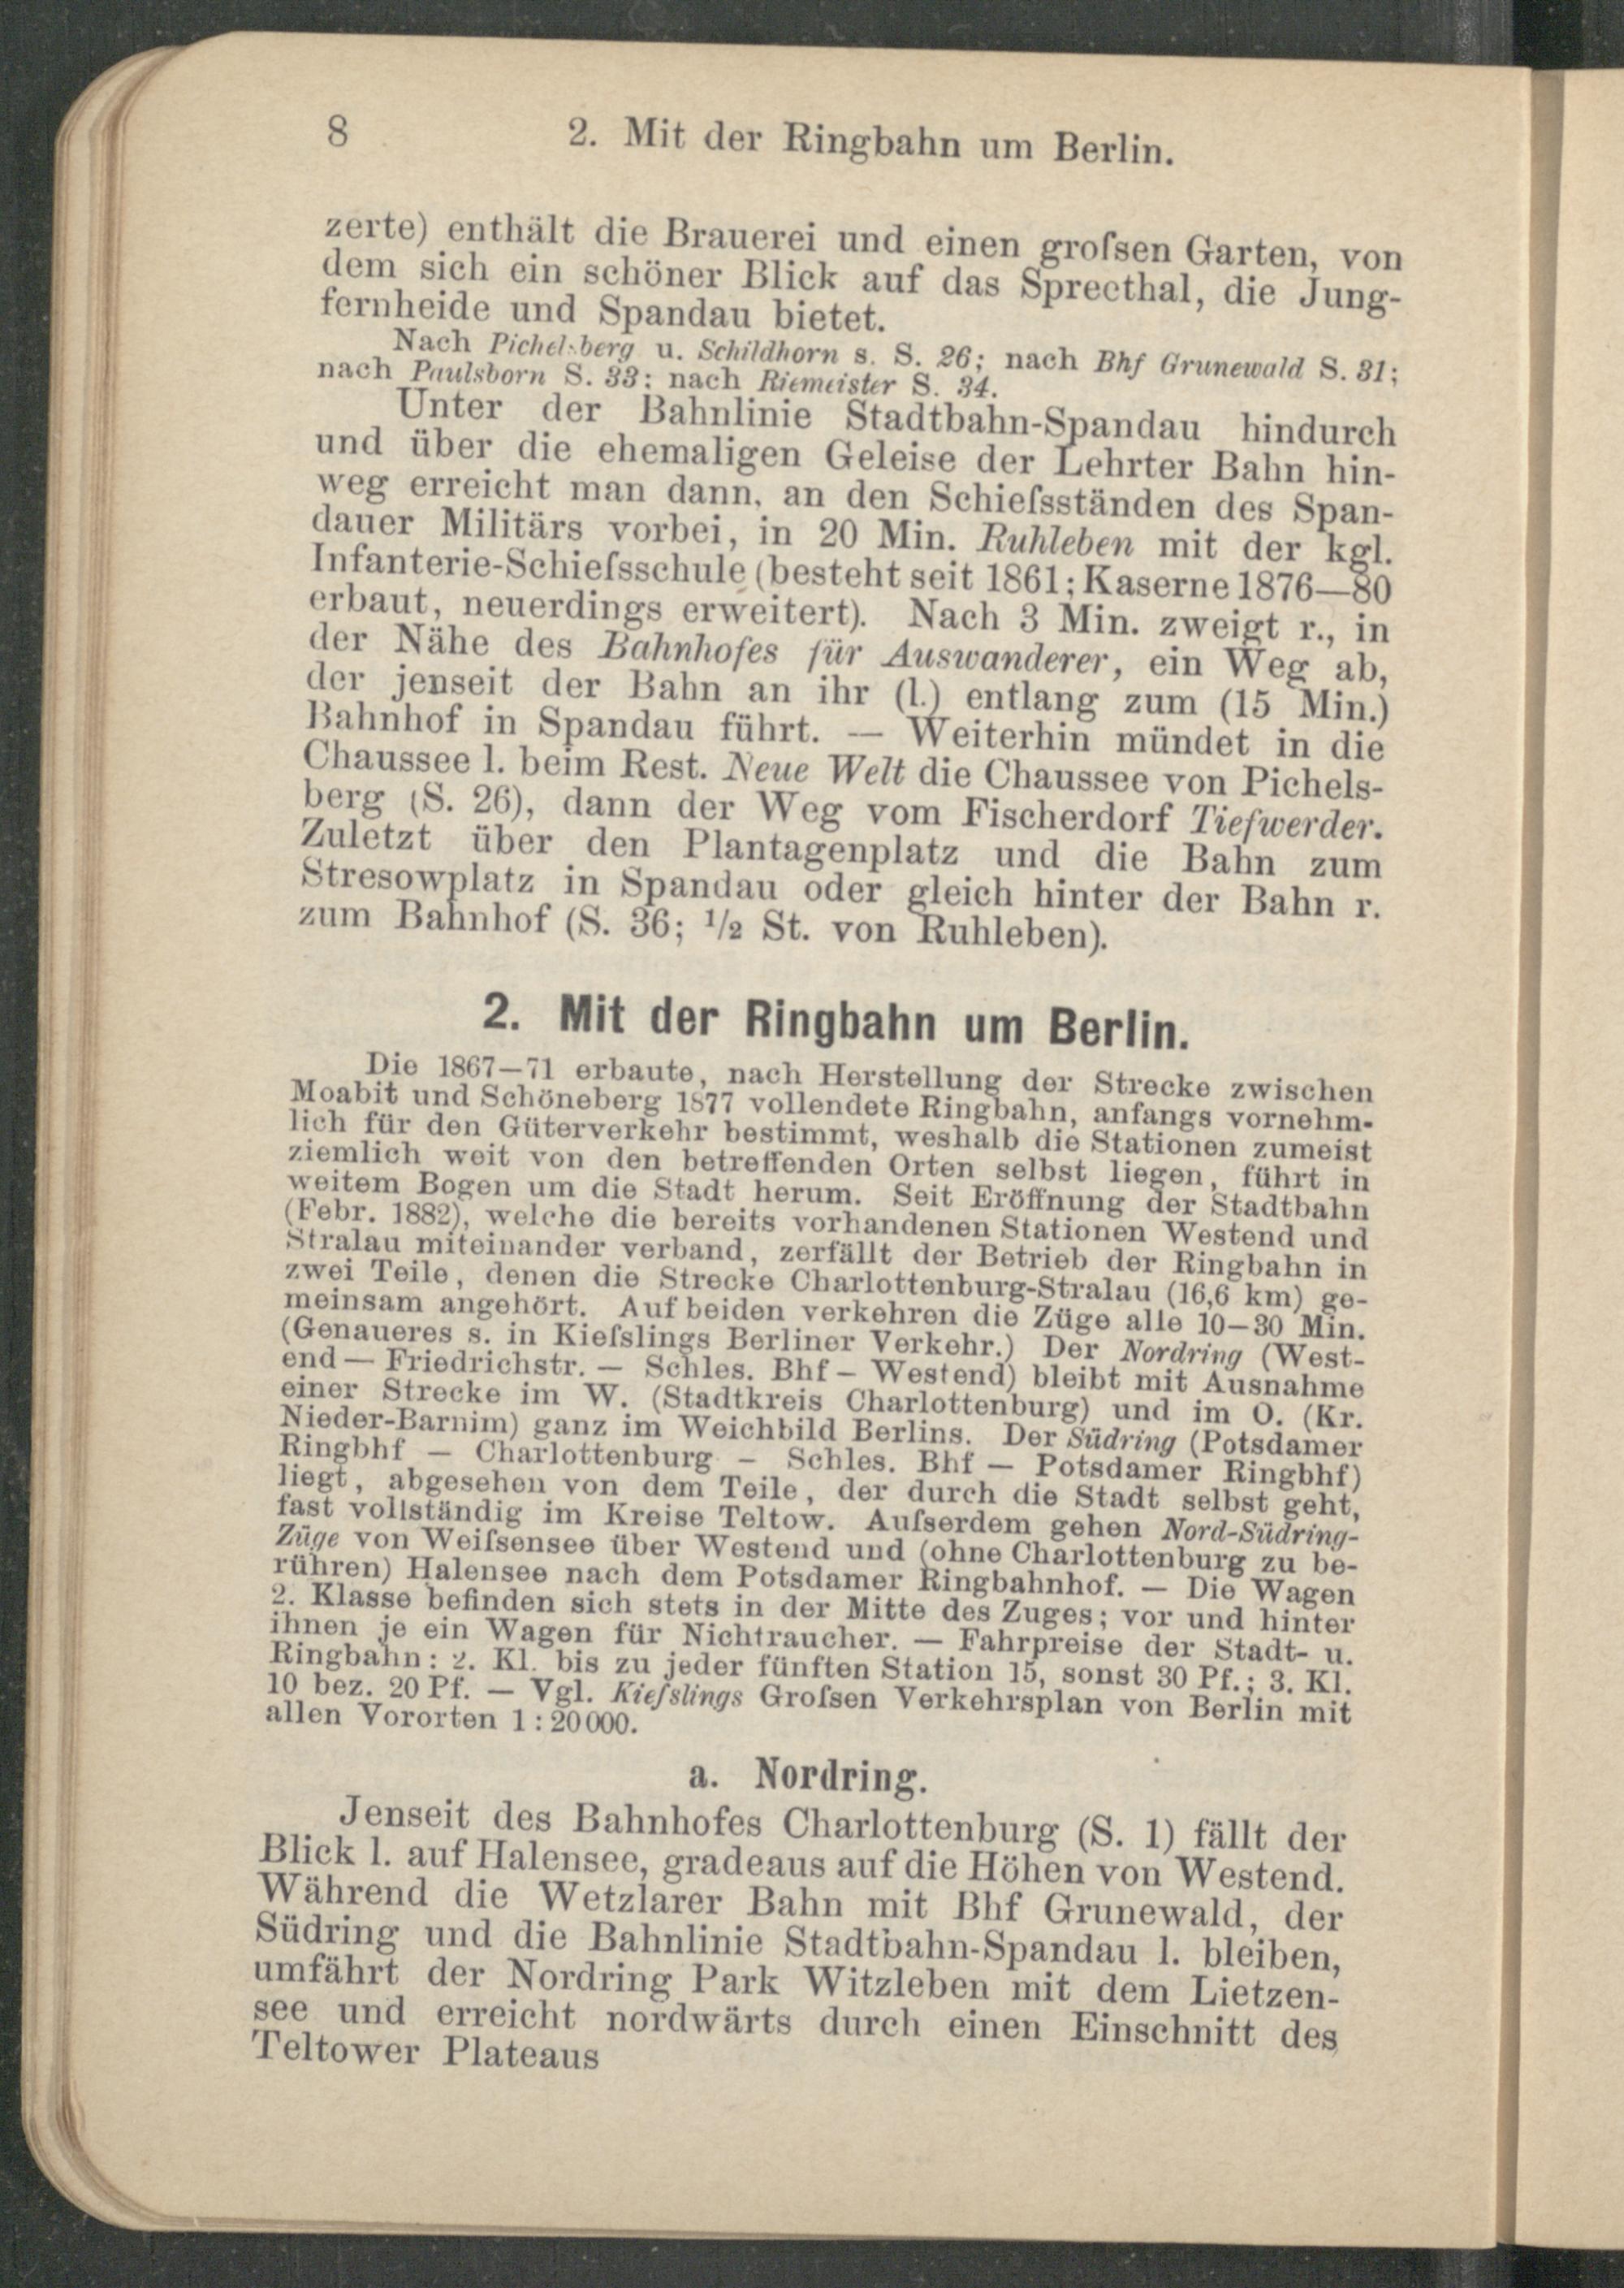 8 2. Mit der Ringbahn um Berlin.
zerte) enthält die Brauerei und einen groſsen Garten, von
dem sich ein schöner Blick auf das Spreethal, die Jung-
fernheide und Spandau bietet.
Nach Pichelsberg u. Schildhorn s. S. 26; nach Bhf Grunewald S. 31;
nach Paulsborn S. 33; nach Riemeister S. 34.
Unter der Bahnlinie Stadtbahn-Spandau hindurch
und über die ehemaligen Geleise der Lehrter Bahn hin-
weg erreicht man dann, an den Schieſsständen des Span-
dauer Militärs vorbei, in 20 Min. Ruhleben mit der kgl.
Infanterie-Schieſsschule (besteht seit 1861; Kaserne 1876—80
erbaut, neuerdings erweitert). Nach 3 Min. zweigt r., in
der Nähe des Bahnhofes für Auswanderer, ein Weg ab,
der jenseit der Bahn an ihr (l.) entlang zum (15 Min.)
Bahnhof in Spandau führt. — Weiterhin mündet in die
Chaussee l. beim Rest. Neue Welt die Chaussee von Pichels-
berg (S. 26), dann der Weg vom Fischerdorf Tiefwerder.
Zuletzt über den Plantagenplatz und die Bahn zum
Stresowplatz in Spandau oder gleich hinter der Bahn r.
zum Bahnhof (S. 36; 1/2 St. von Ruhleben).
2. Mit der Ringbahn um Berlin.
Die 1867—71 erbaute, nach Herstellung der Strecke zwischen
Moabit und Schöneberg 1877 vollendete Ringbahn, anfangs vornehm-
lich für den Güterverkehr bestimmt, weshalb die Stationen zumeist
ziemlich weit von den betreffenden Orten selbst liegen, führt in
weitem Bogen um die Stadt herum. Seit Eröffnung der Stadtbahn
(Febr. 1882), welche die bereits vorhandenen Stationen Westend und
Stralau miteinander verband, zerfällt der Betrieb der Ringbahn in
zwei Teile, denen die Strecke Charlottenburg-Stralau (16,6 km) ge-
meinsam angehört. Auf beiden verkehren die Züge alle 10—30 Min.
(Genaueres s. in Kieſslings Berliner Verkehr.) Der Nordring (West-
end — Friedrichstr. — Schles. Bhf — Westend) bleibt mit Ausnahme
einer Strecke im W. (Stadtkreis Charlottenburg) und im O. (Kr.
Nieder-Barnim) ganz im Weichbild Berlins. Der Südring (Potsdamer
Ringbhf — Charlottenburg — Schles. Bhf — Potsdamer Ringbhf)
liegt, abgesehen von dem Teile, der durch die Stadt selbst geht,
fast vollständig im Kreise Teltow. Auſserdem gehen Nord-Südring-
Züge von Weiſsensee über Westend und (ohne Charlottenburg zu be-
rühren) Halensee nach dem Potsdamer Ringbahnhof. — Die Wagen
2. Klasse befinden sich stets in der Mitte des Zuges; vor und hinter
ihnen je ein Wagen für Nichtraucher. — Fahrpreise der Stadt- u.
Ringbahn: 2. Kl. bis zu jeder fünften Station 15, sonst 30 Pf.; 3. Kl.
10 bez. 20 Pf. — Vgl. Kieſslings Groſsen Verkehrsplan von Berlin mit
allen Vororten 1:20000.
a. Nordring.
Jenseit des Bahnhofes Charlottenburg (S. 1) fällt der
Blick l. auf Halensee, gradeaus auf die Höhen von Westend.
Während die Wetzlarer Bahn mit Bhf Grunewald, der
Südring und die Bahnlinie Stadtbahn-Spandau l. bleiben,
umfährt der Nordring Park Witzleben mit dem Lietzen-
see und erreicht nordwärts durch einen Einschnitt des
Teltower Plateaus